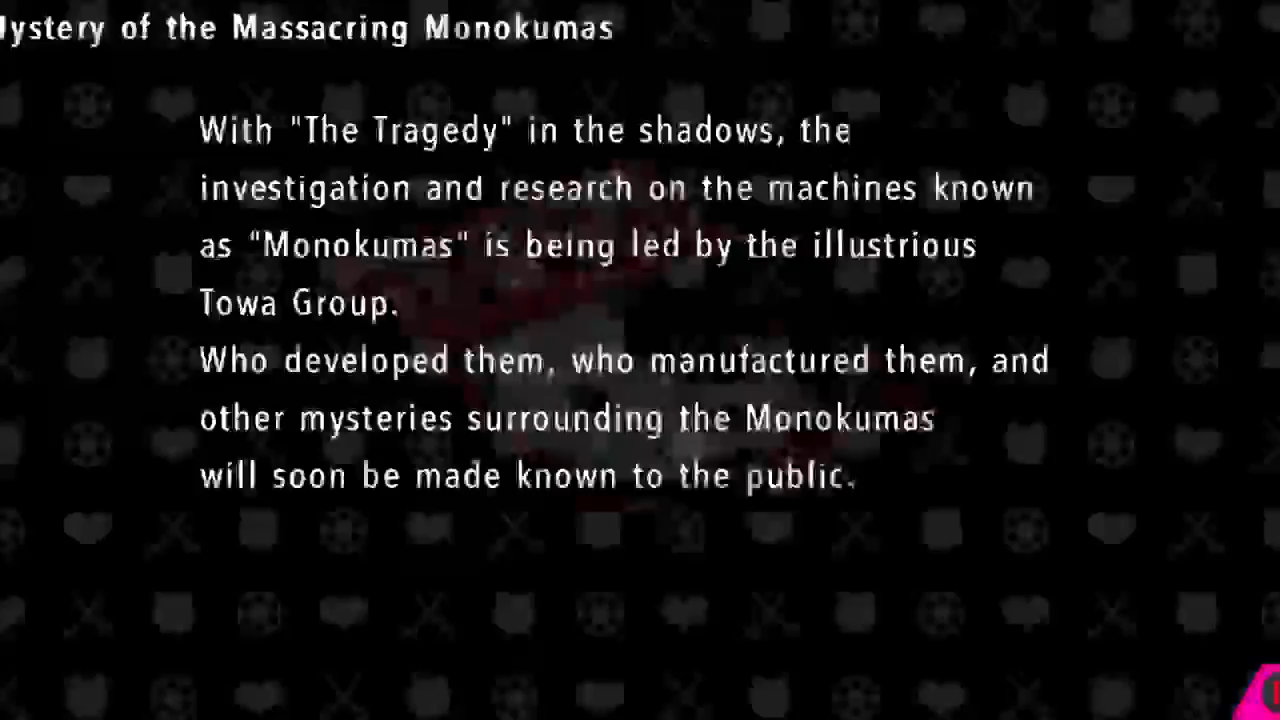 of the Massacring Monokumas
With "The Tragedy" in the shadows, the
investigation and research on the machines known
as "Monokumas" is being led by the illustrious
Towa Group.
Who developed them, who manufactured them, and
other mysteries surrounding the Monokumas
will soon be made known to the public.